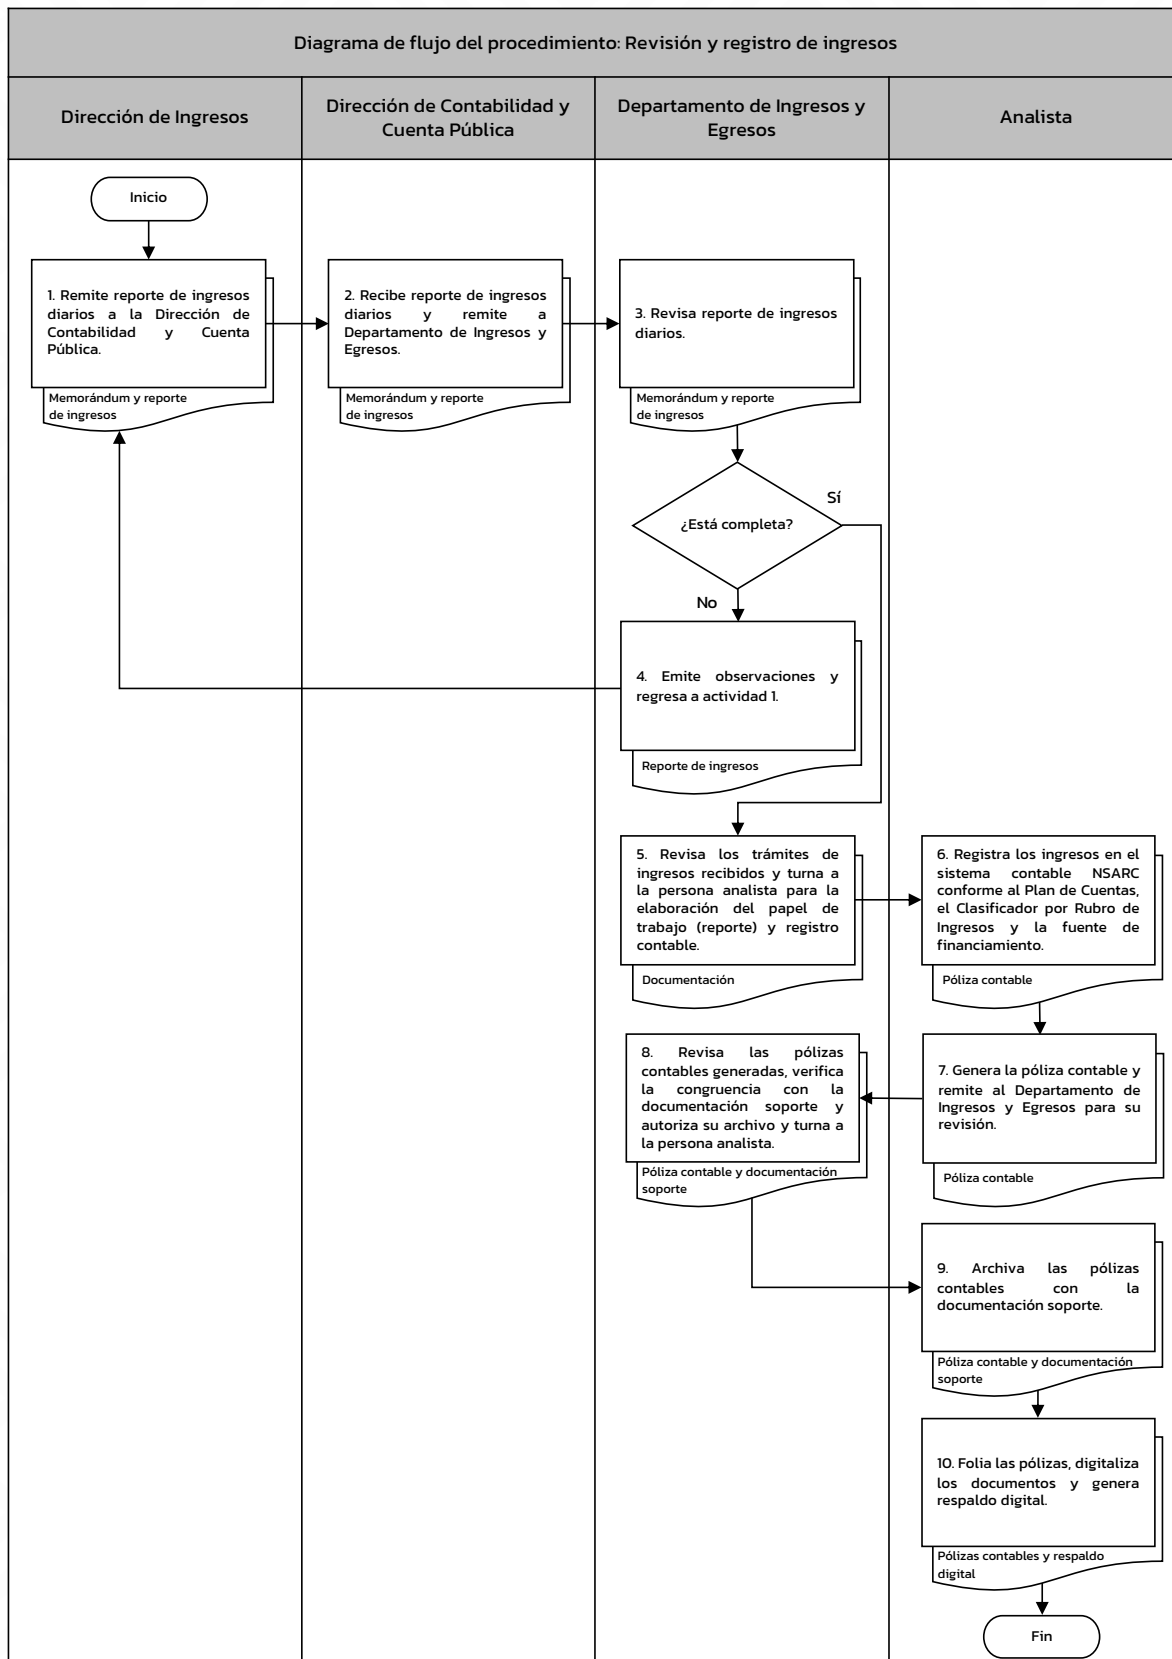 Diagrama de flujo del procedimiento: Revisión y registro de ingresos
Dirección de Ingresos
Dirección de Contabilidad y
Cuenta Pública
Departamento de Ingresos y
Egresos
Analista
Inicio
1. Remite reporte de ingresos
diarios a la Dirección de
Contabilidad y Cuenta
Pública.
Memorándum y reporte
de ingresos
2. Recibe reporte de ingresos
diarios y remite a
Departamento de Ingresos y
Egresos.
Memorándum y reporte
de ingresos
3. Revisa reporte de ingresos
diarios.
Memorándum y reporte
de ingresos
¿Está completa?
Sí
No
4. Emite observaciones y
regresa a actividad 1.
Reporte de ingresos
5. Revisa los trámites de
ingresos recibidos y turna a
la persona analista para la
elaboración del papel de
trabajo (reporte) y registro
contable.
Documentación
6. Registra los ingresos en el
sistema contable NSARC
conforme al Plan de Cuentas,
el Clasificador por Rubro de
Ingresos y la fuente de
financiamiento.
Póliza contable
7. Genera la póliza contable y
remite al Departamento de
Ingresos y Egresos para su
revisión.
Póliza contable
8. Revisa las pólizas
contables generadas, verifica
la congruencia con la
documentación soporte y
autoriza su archivo y turna a
la persona analista.
Póliza contable y documentación
soporte
9. Archiva las pólizas
contables con la
documentación soporte.
Póliza contable y documentación
soporte
10. Folia las pólizas, digitaliza
los documentos y genera
respaldo digital.
Pólizas contables y respaldo
digital
Fin